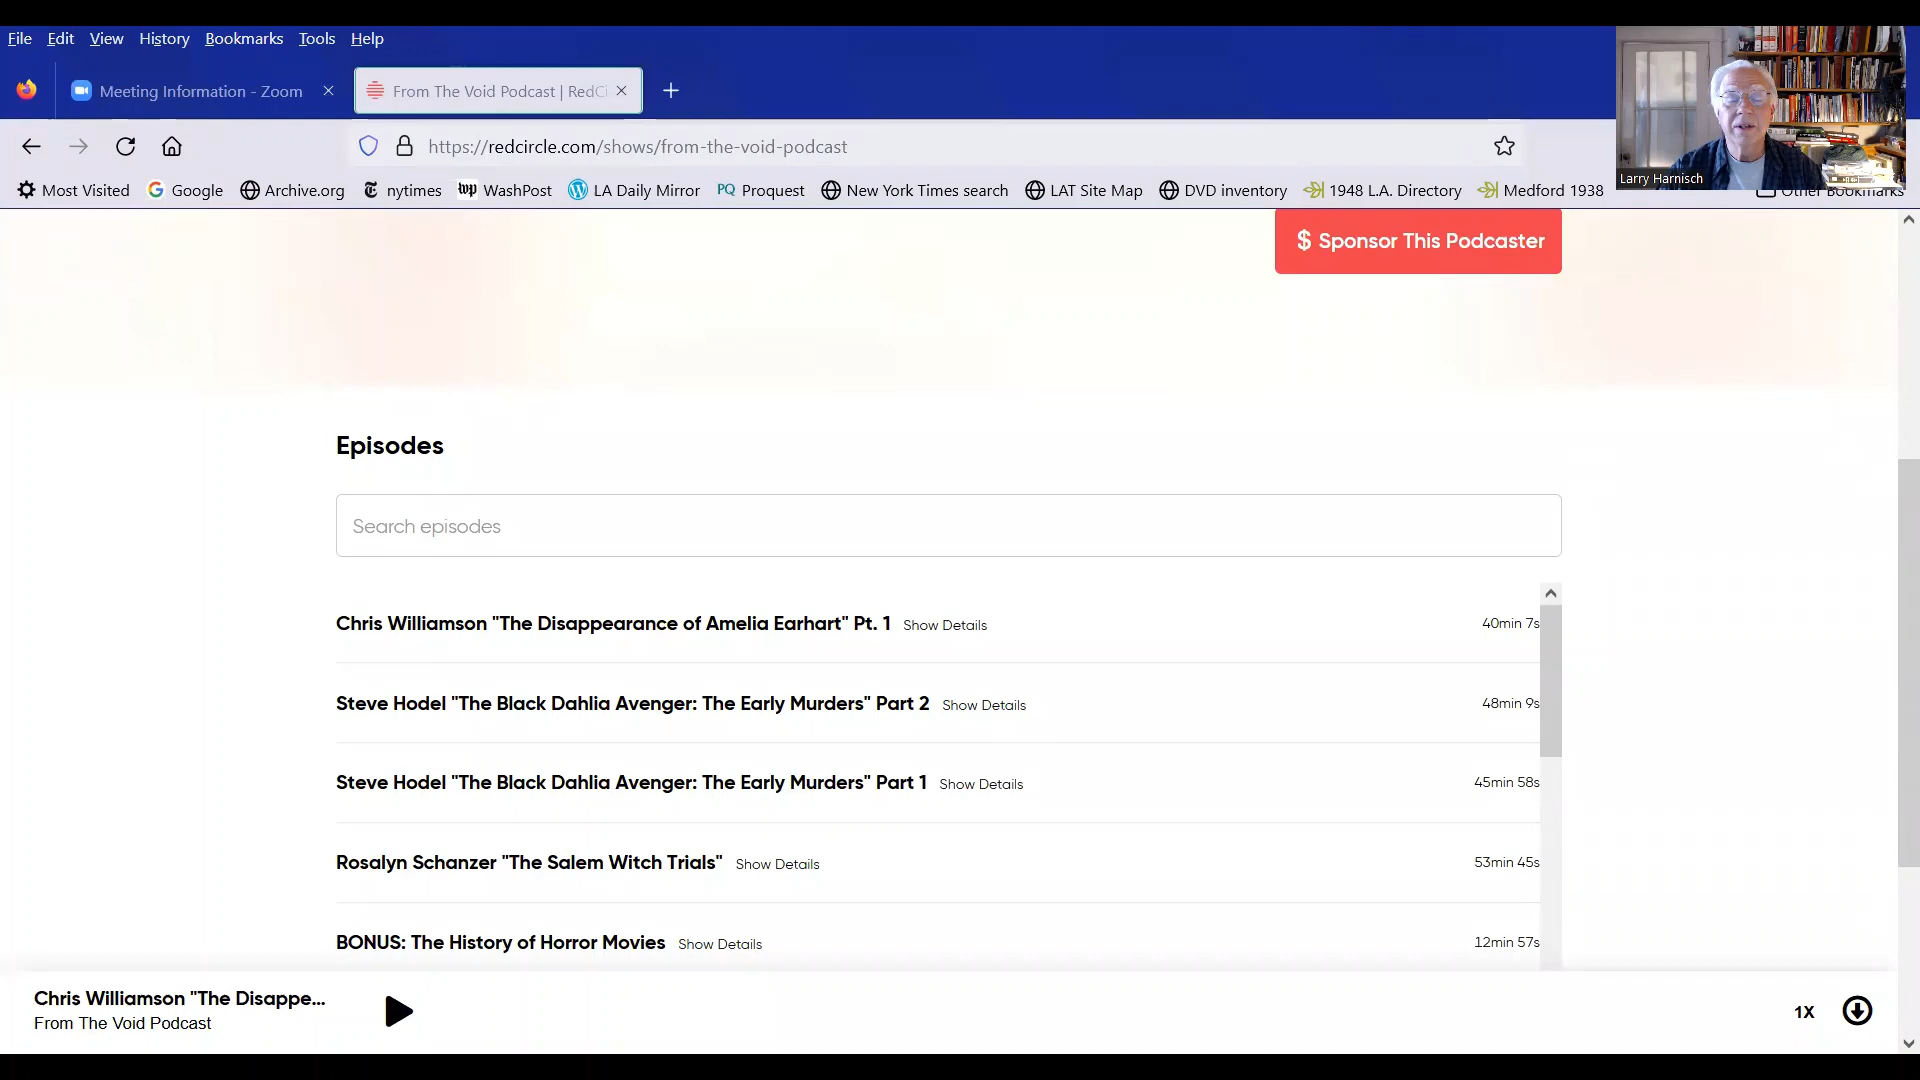 File Edit View History Bookmarks Tools Help
Meeting Information - Zoom
From The Void Podcast | RedCi
https://redcircle.com/shows/from-the-void-podcast
Most Visited Google Archive.org nytimes wp WashPost LA Daily Mirror PQ Proquest New York Times search LAT Site Map DVD inventory 1948 L.A. Directory Medford 1938 Other Bookmarks
Larry Harnisch
$ Sponsor This Podcaster
Episodes
Search episodes
Chris Williamson "The Disappearance of Amelia Earhart" Pt. 1 Show Details 40min 7s
Steve Hodel "The Black Dahlia Avenger: The Early Murders" Part 2 Show Details 48min 9s
Steve Hodel "The Black Dahlia Avenger: The Early Murders" Part 1 Show Details 45min 58s
Rosalyn Schanzer "The Salem Witch Trials" Show Details 53min 45s
BONUS: The History of Horror Movies Show Details 12min 57s
Chris Williamson "The Disappe...
From The Void Podcast
1X